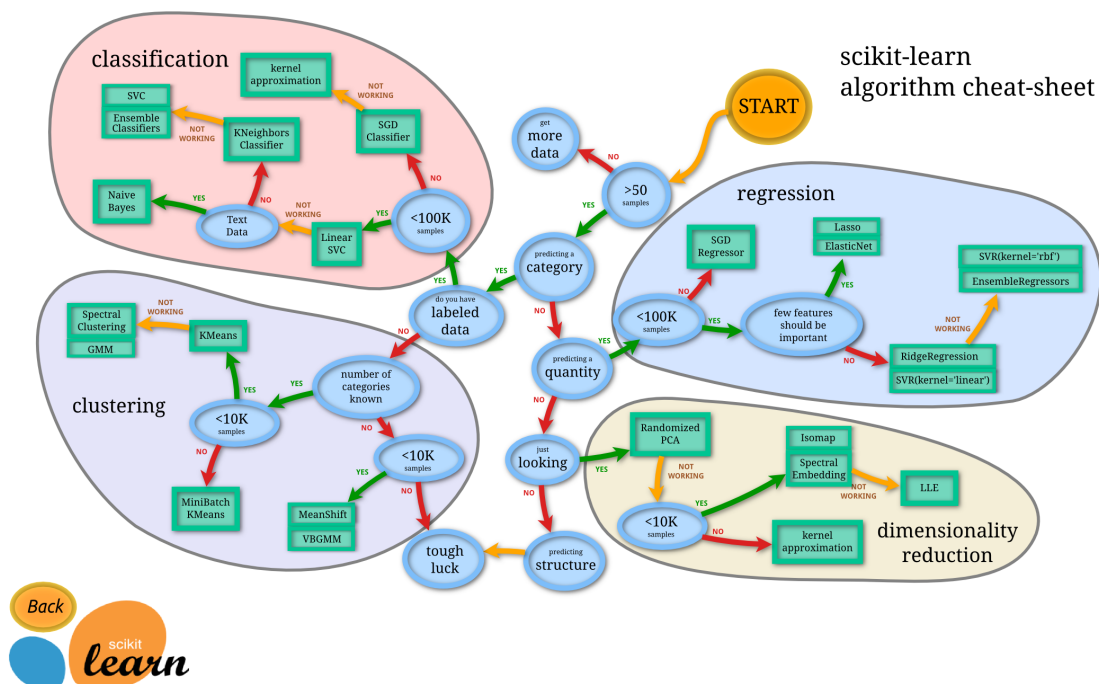 scikit-learn
algorithm cheat-sheet
START
classification
kernel
approximation
SVC
Ensemble
Classifiers
NOT
WORKING
KNeighbors
Classifier
NOT
WORKING
SGD
Classifier
Naive
Bayes
YES
NO
Text
Data
NOT
WORKING
Linear
SVC
YES
NO
<100K
samples
get
more
data
NO
>50
samples
YES
predicting a
category
YES
NO
do you have
labeled
data
YES
NO
predicting a
quantity
YES
NO
just
looking
YES
NO
predicting
structure
tough
luck
regression
SGD
Regressor
NO
<100K
samples
YES
Lasso
ElasticNet
YES
few features
should be
important
NO
SVR(kernel='rbf')
EnsembleRegressors
NOT
WORKING
RidgeRegression
SVR(kernel='linear')
clustering
Spectral
Clustering
GMM
NOT
WORKING
KMeans
YES
<10K
samples
NO
MiniBatch
KMeans
YES
number of
categories
known
NO
<10K
samples
YES
NO
MeanShift
VBGMM
dimensionality
reduction
Randomized
PCA
NOT
WORKING
<10K
samples
YES
NO
Isomap
Spectral
Embedding
NOT
WORKING
LLE
kernel
approximation
Back
scikit
learn